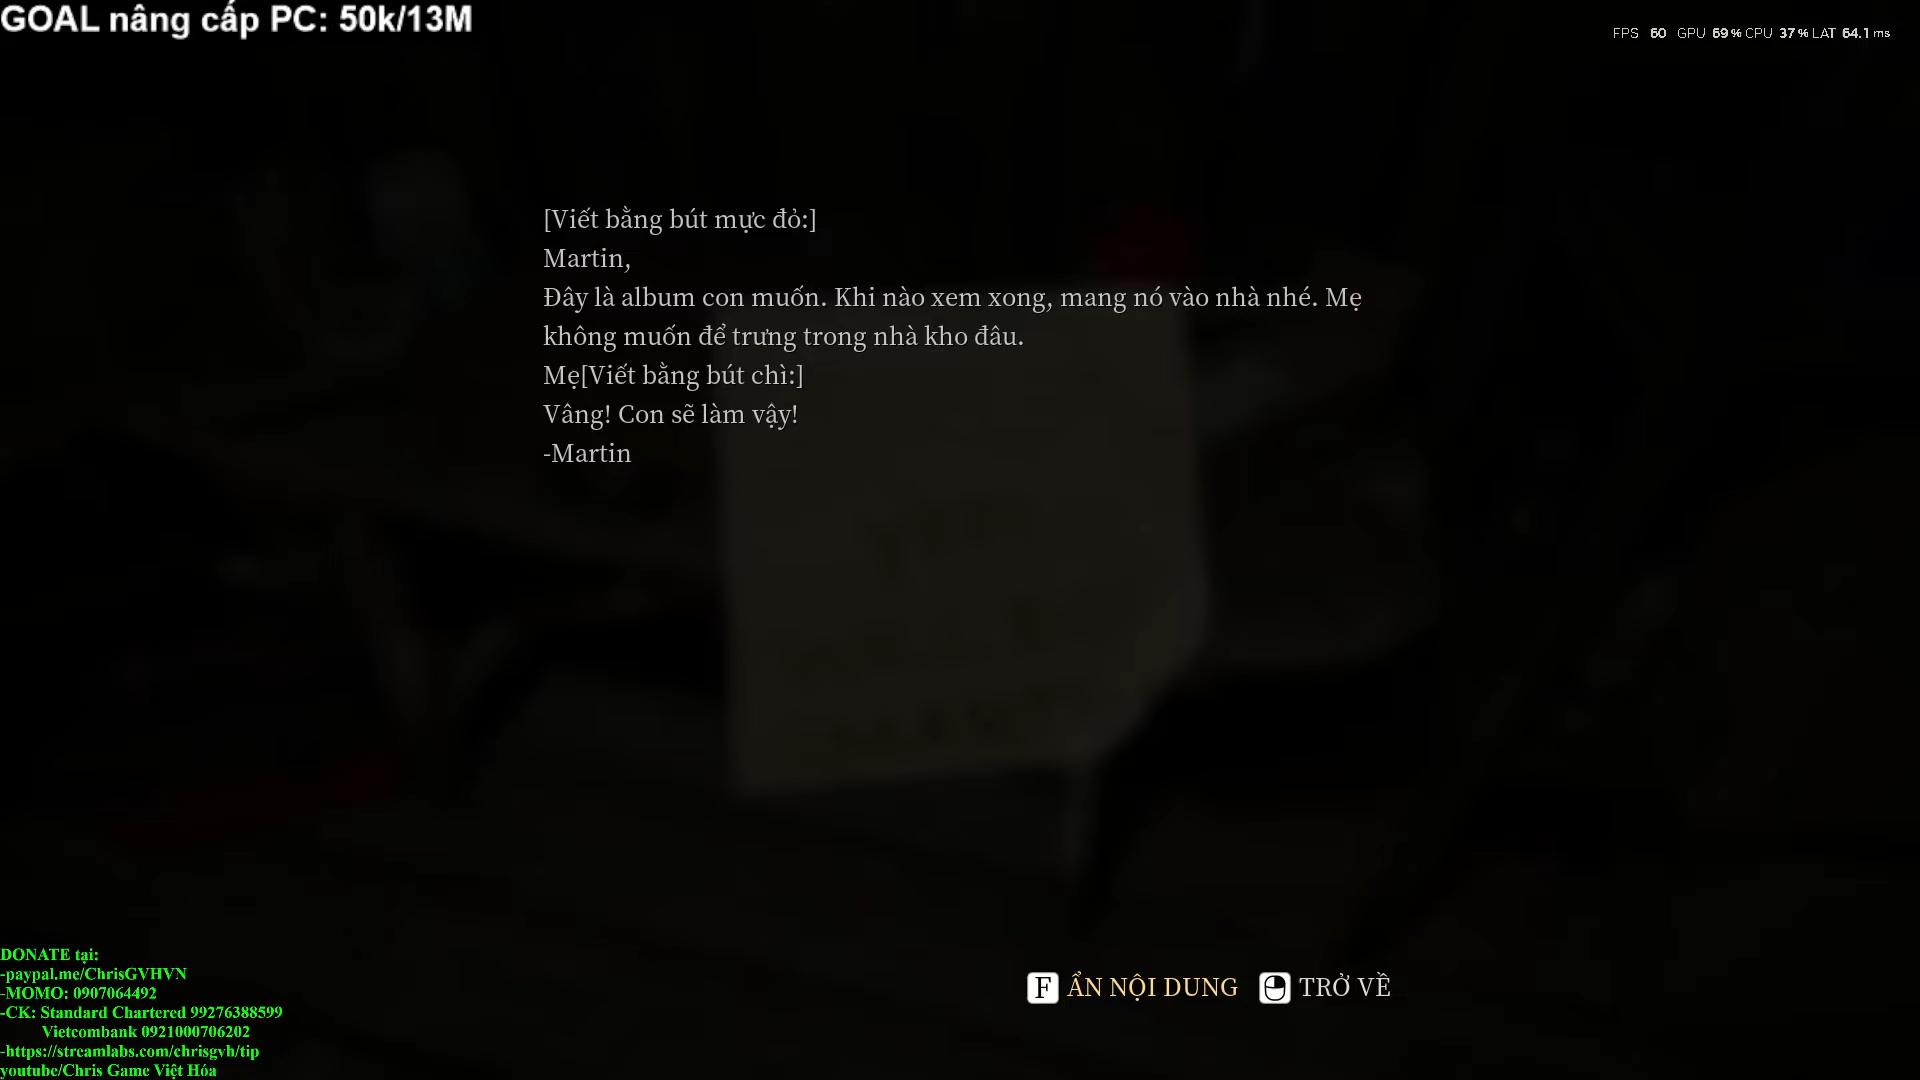 GOAL nâng cấp PC: 50k/13M
FPS 60 GPU 69% CPU 37% LAT 64.1 ms
[Viết bằng bút mực đỏ:]
Martin,
Đây là album con muốn. Khi nào xem xong, mang nó vào nhà nhé. Mẹ
không muốn để trưng trong nhà kho đâu.
Mẹ[Viết bằng bút chì:]
Vâng! Con sẽ làm vậy!
-Martin
F ẨN NỘI DUNG TRỞ VỀ
DONATE tại:
-paypal.me/ChrisGVHVN
-MOMO: 0907064492
-CK: Standard Chartered 99276388599
Vietcombank 0921000706202
-https://streamlabs.com/chrisgvh/tip
youtube/Chris Game Việt Hóa